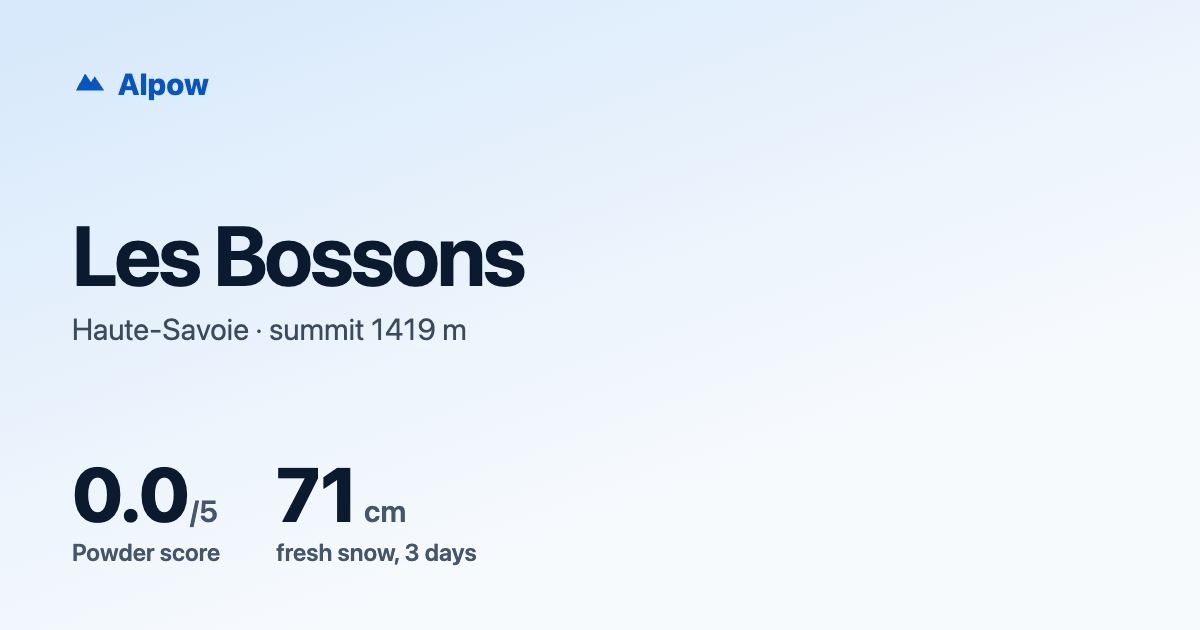 Alpow
Les Bossons
Haute-Savoie · summit 1419 m
0.0/5 71 cm
Powder score fresh snow, 3 days